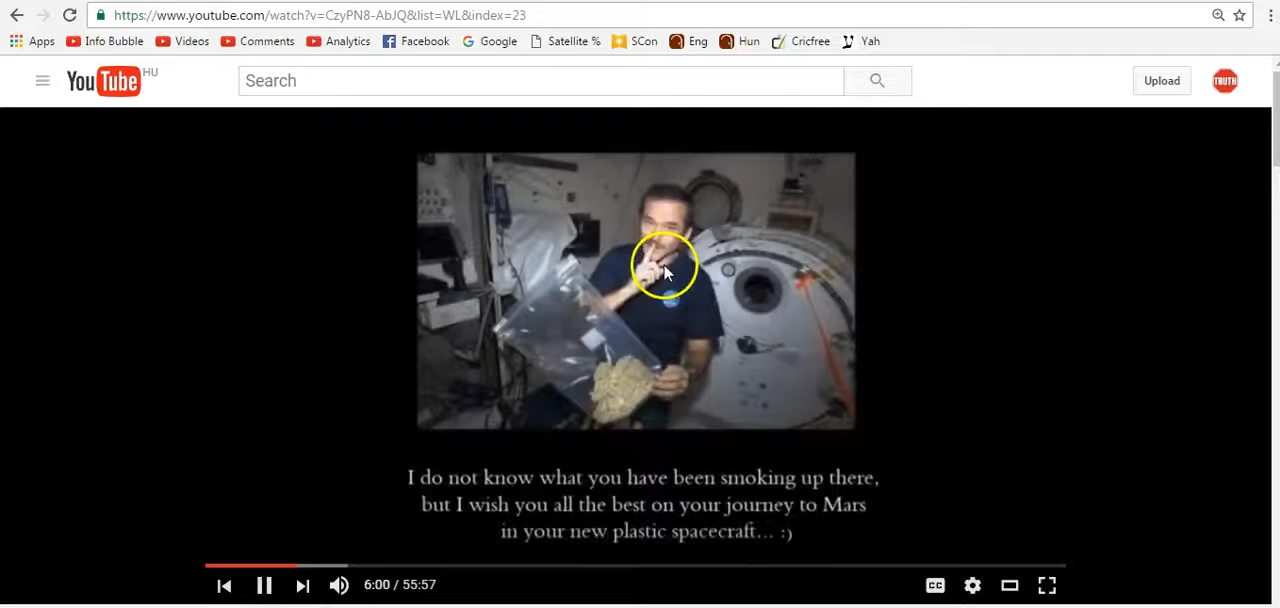 https://www.youtube.com/watch?v=CzyPN8-AbJQ&list=WL&index=23
Apps Info Bubble Videos Comments Analytics Facebook Google Satellite % SCon Eng Hun Cricfree Yah
YouTube HU Search Upload TRUTH
I do not know what you have been smoking up there,
but I wish you all the best on your journey to Mars
in your new plastic spacecraft... :)
6:00 / 55:57 CC